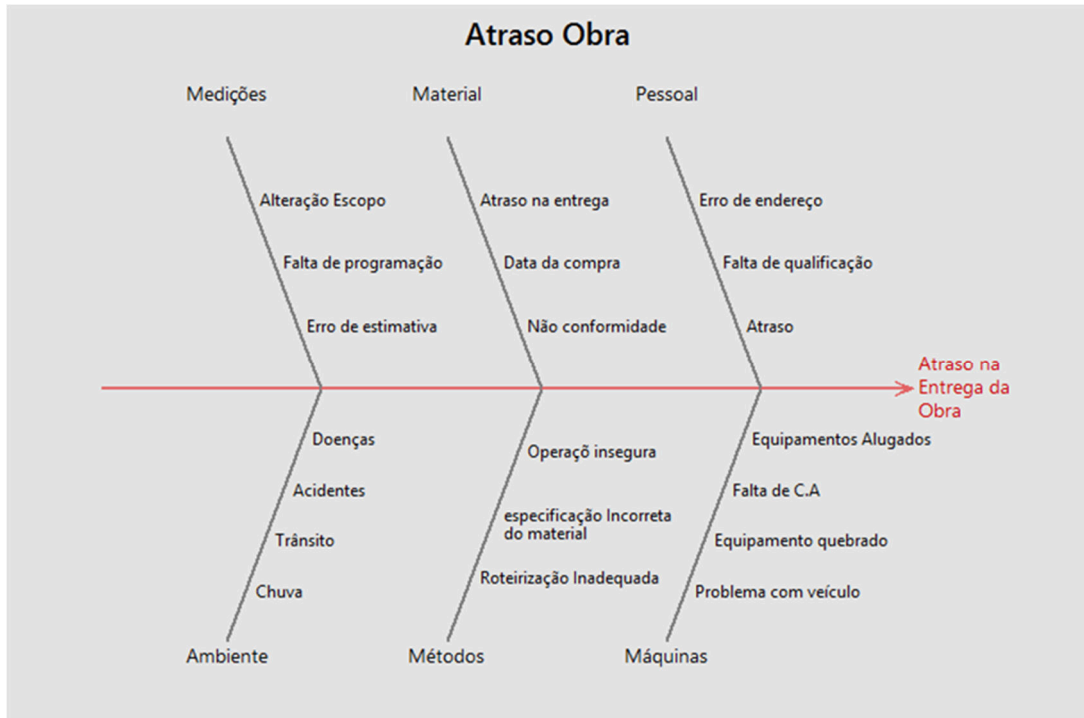 Atraso Obra
Medições
Material
Pessoal
Alteração Escopo
Atraso na entrega
Erro de endereço
Falta de programação
Data da compra
Falta de qualificação
Erro de estimativa
Não conformidade
Atraso
Atraso na
Entrega da
Obra
Doenças
Operaçõ insegura
Equipamentos Alugados
Acidentes
especificação Incorreta
do material
Falta de C.A
Trânsito
Roteirização Inadequada
Equipamento quebrado
Chuva
Problema com veículo
Ambiente
Métodos
Máquinas